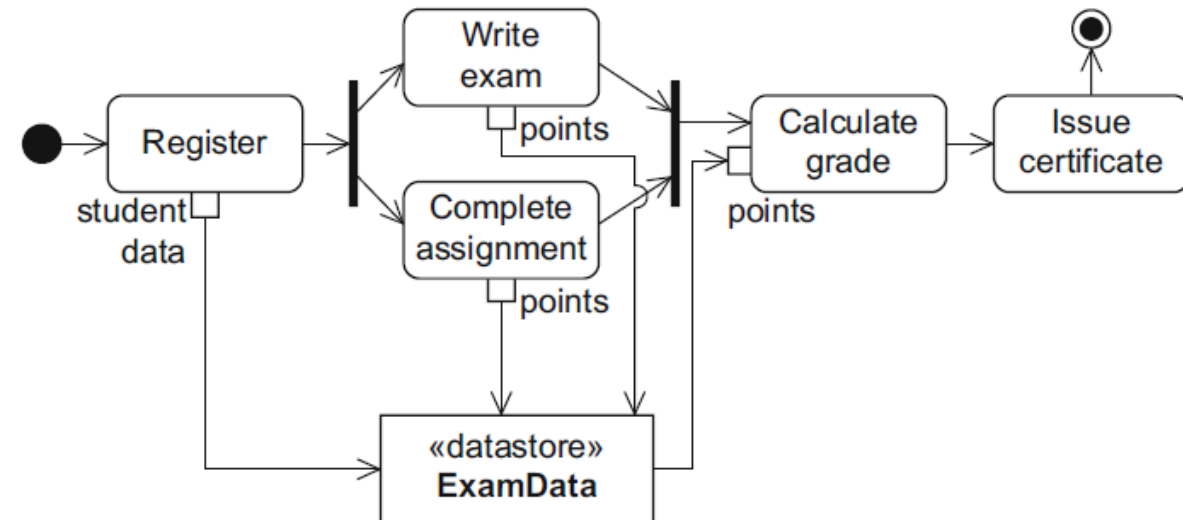 Write
exam
points
Register
student
data
Complete
assignment
points
Calculate
grade
points
Issue
certificate
«datastore»
ExamData